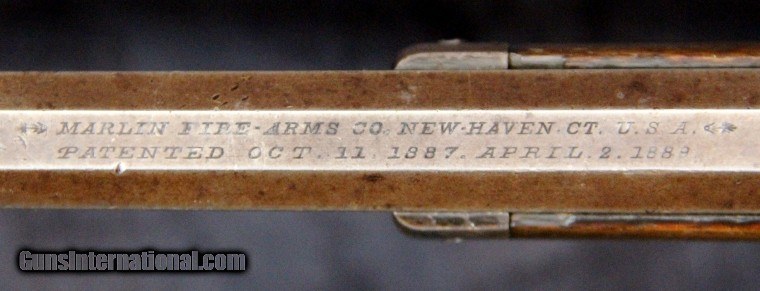 MARLIN FIRE-ARMS CO. NEW-HAVEN. CT. U.S.A.
PATENTED OCT. 11. 1887. APRIL. 2. 1889
GunsInternational.com